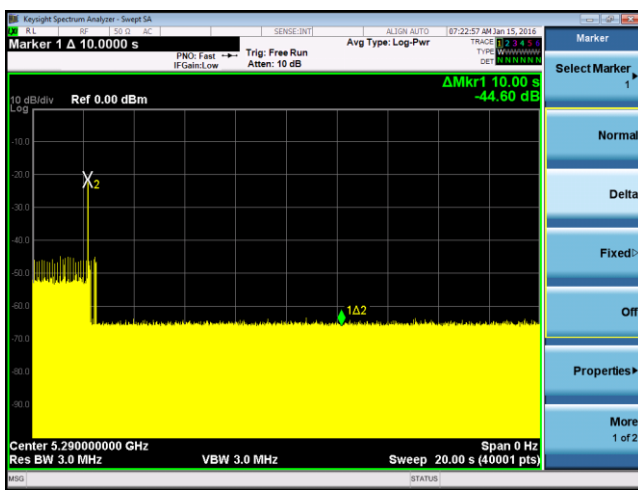 Keysight Spectrum Analyzer - Swept SA
RL RF 50 Ω AC SENSE:INT ALIGN AUTO 07:22:57 AM Jan 15, 2016
Marker 1 Δ 10.0000 s
PNO: Fast
IFGain:Low
Trig: Free Run
Atten: 10 dB
Avg Type: Log-Pwr
TRACE 1 2 3 4 5 6
TYPE WWWWWW
DET N N N N N N
ΔMkr1 10.00 s
-44.60 dB
10 dB/div Ref 0.00 dBm
Log
-10.0
-20.0
-30.0
-40.0
-50.0
-60.0
-70.0
-80.0
-90.0
2
1Δ2
Center 5.290000000 GHz Span 0 Hz
Res BW 3.0 MHz VBW 3.0 MHz Sweep 20.00 s (40001 pts)
MSG STATUS
Marker
Select Marker
1
Normal
Delta
Fixed
Off
Properties
More
1 of 2